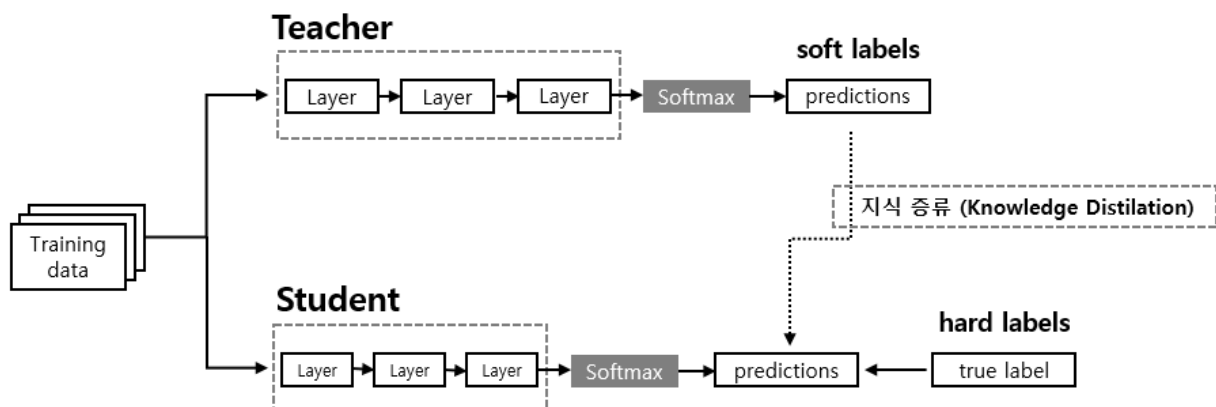 Teacher
soft labels
Layer
Layer
Layer
Softmax
predictions
지식 증류 (Knowledge Distilation)
Training
data
Student
hard labels
Layer
Layer
Layer
Softmax
predictions
true label